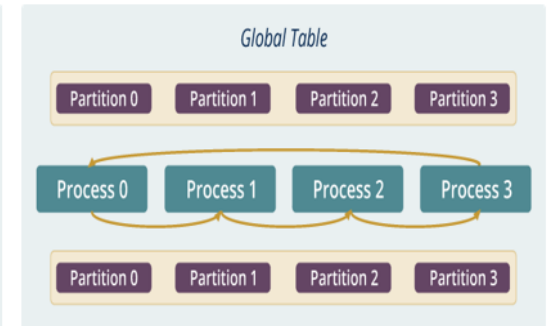 Global Table
Partition 0 Partition 1 Partition 2 Partition 3
Process 0 Process 1 Process 2 Process 3
Partition 0 Partition 1 Partition 2 Partition 3